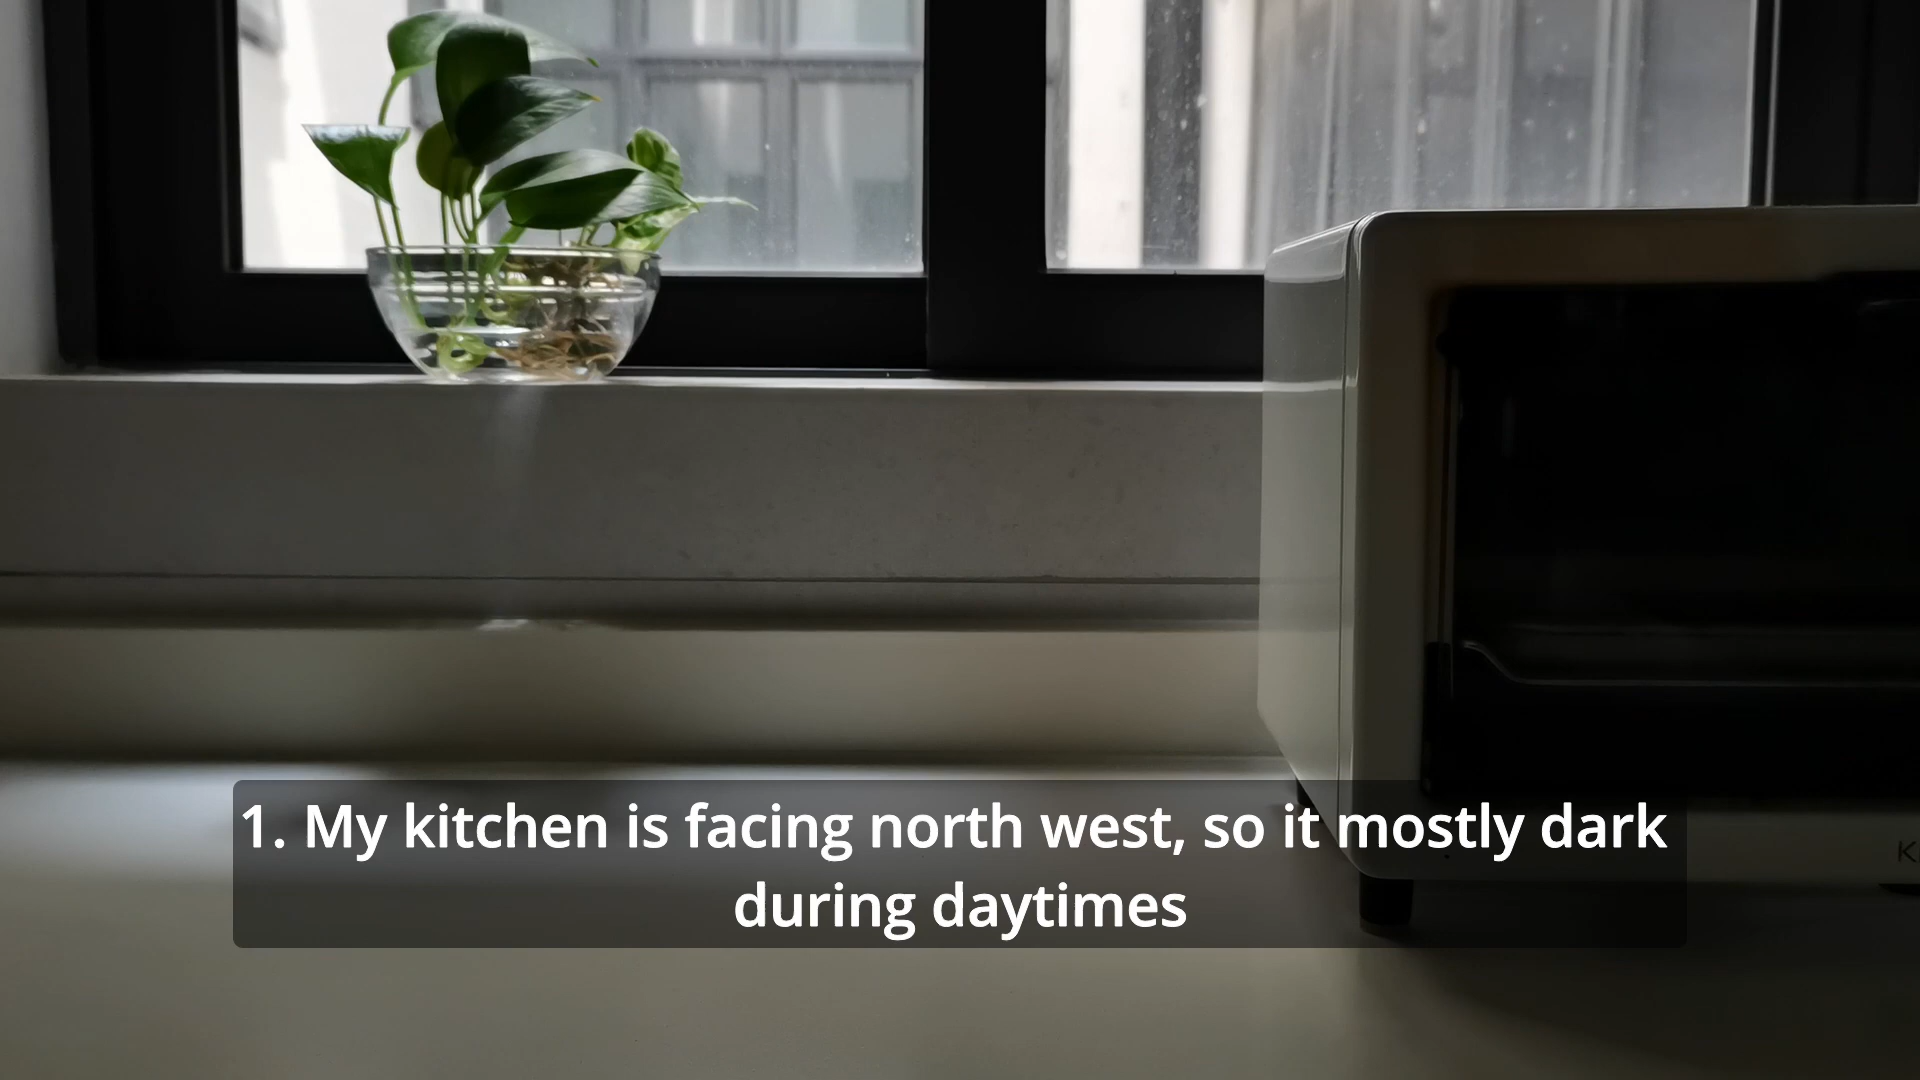 1. My kitchen is facing north west, so it mostly dark
during daytimes
K